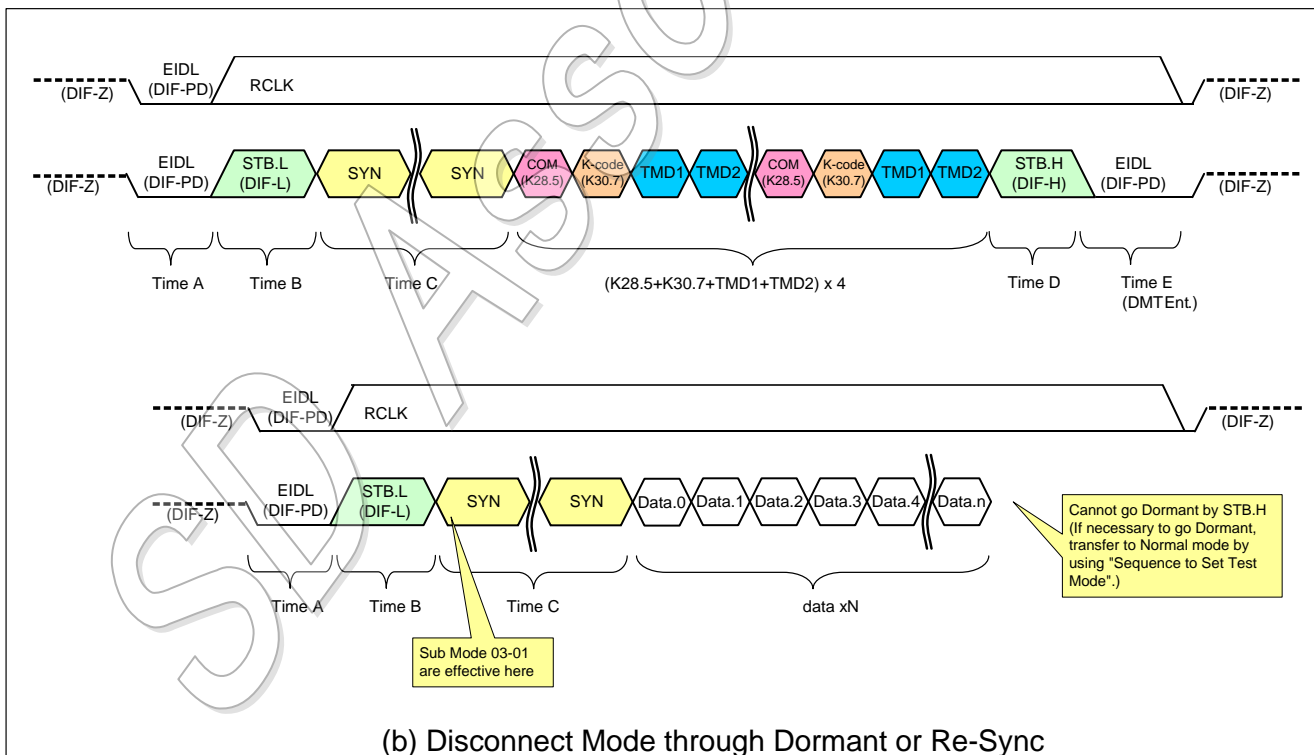 EIDL
(DIF-PD)
RCLK
(DIF-Z)
(DIF-Z)
EIDL
(DIF-PD)
STB.L
(DIF-L)
SYN
SYN
COM
(K28.5)
K-code
(K30.7)
TMD1
TMD2
COM
(K28.5)
K-code
(K30.7)
TMD1
TMD2
STB.H
(DIF-H)
EIDL
(DIF-PD)
(DIF-Z)
(DIF-Z)
Time A
Time B
Time C
(K28.5+K30.7+TMD1+TMD2) x 4
Time D
Time E
(DMT Ent.)
EIDL
(DIF-PD)
RCLK
(DIF-Z)
(DIF-Z)
EIDL
(DIF-PD)
STB.L
(DIF-L)
SYN
SYN
Data.0
Data.1
Data.2
Data.3
Data.4
Data.n
(DIF-Z)
Cannot go Dormant by STB.H
(If necessary to go Dormant,
transfer to Normal mode by
using "Sequence to Set Test
Mode".)
Time A
Time B
Time C
data xN
Sub Mode 03-01
are effective here
(b) Disconnect Mode through Dormant or Re-Sync
SD Asso